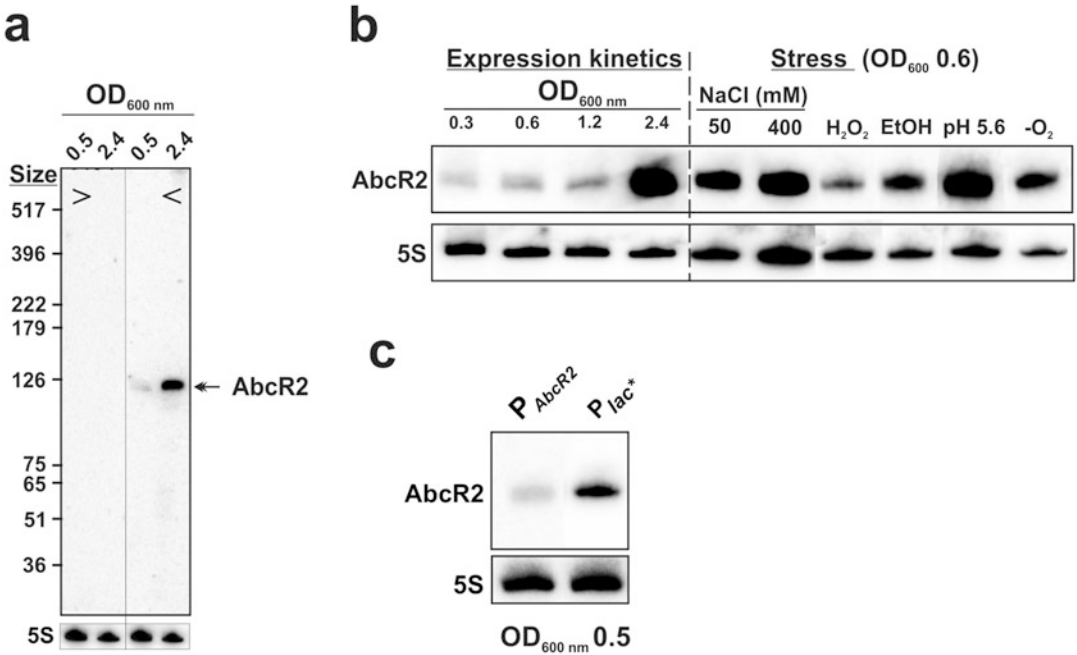 a
OD600 nm
0.5 2.4 0.5 2.4
Size
> <
517
396
222
179
126
AbcR2
75
65
51
36
5S
b
Expression kinetics
Stress (OD600 0.6)
OD600 nm
NaCl (mM)
0.3 0.6 1.2 2.4 50 400 H2O2 EtOH pH 5.6 -O2
AbcR2
5S
c
P AbcR2 P lac*
AbcR2
5S
OD600 nm 0.5